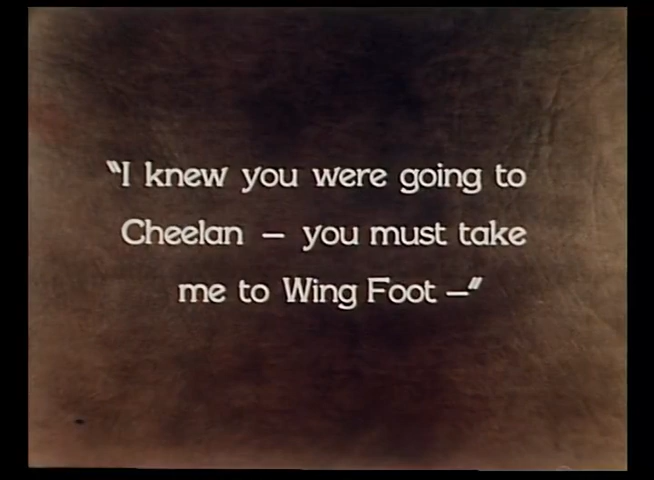 "I knew you were going to
Cheelan — you must take
me to Wing Foot —"